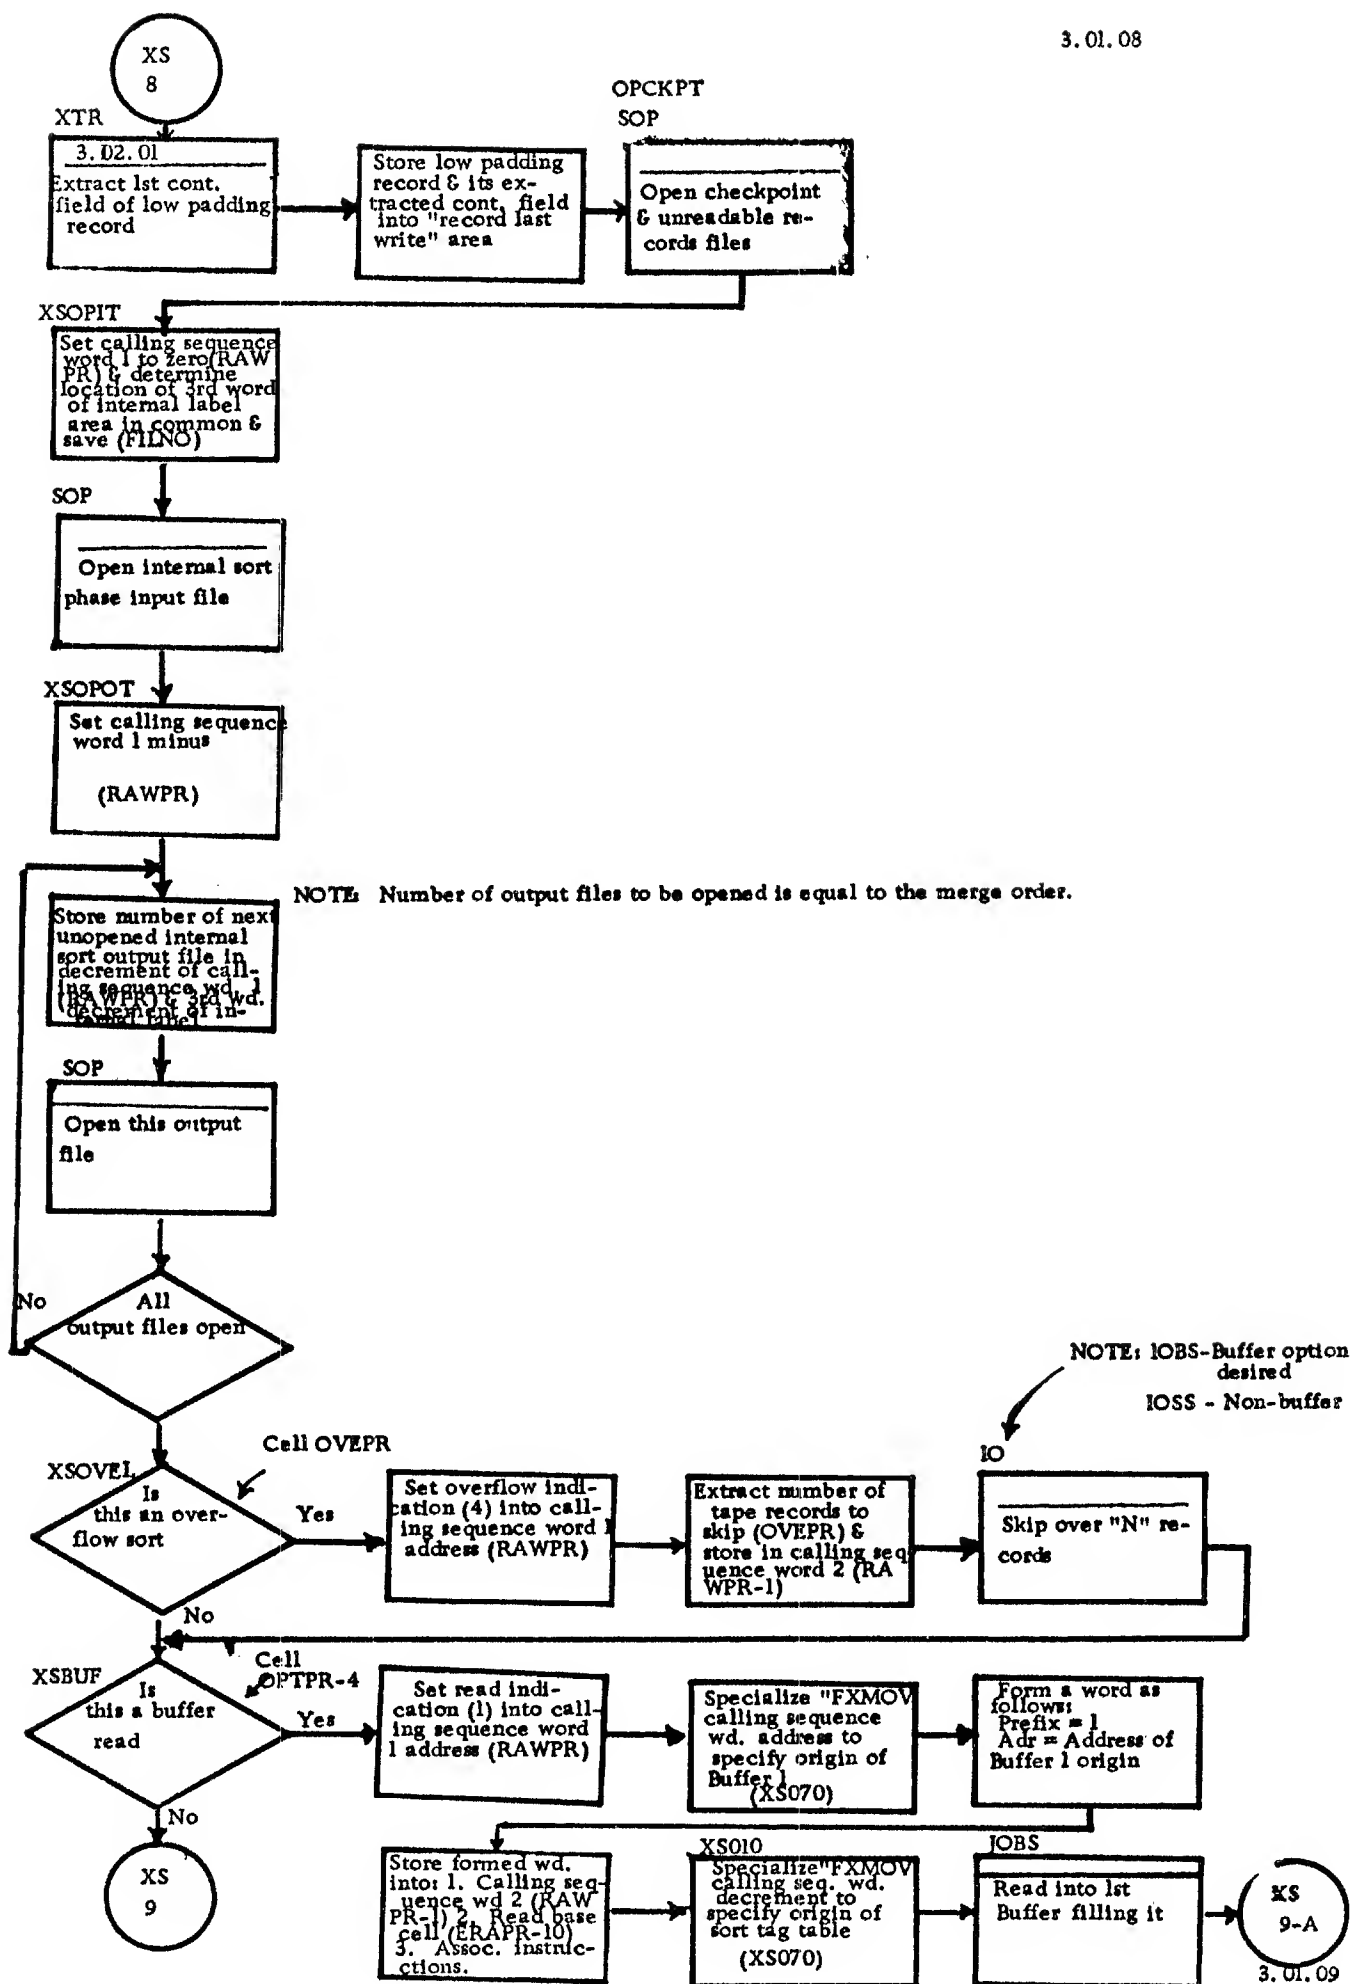 3.01.08
XS
8
XTR
3.02.01
Extract 1st cont.
field of low padding
record
Store low padding
record & its ex-
tracted cont. field
into "record last
write" area
OPCKPT
SOP
Open checkpoint
& unreadable re-
cords files
XSOPIT
Set calling sequence
word 1 to zero(RAW
PR) & determine
location of 3rd word
of internal label
area in common &
save (FILNO)
SOP
Open internal sort
phase input file
XSOPOT
Set calling sequence
word 1 minus
(RAWPR)
NOTE: Number of output files to be opened is equal to the merge order.
Store number of next
unopened internal
sort output file in
decrement of call-
ing sequence wd. 1
(RAWPR) & 3rd wd.
decrement of in-
ternal label
SOP
Open this output
file
No
All
output files open
XSOVEL
Is
this an over-
flow sort
Cell OVEPR
Yes
No
Set overflow indi-
cation (4) into call-
ing sequence word 1
address (RAWPR)
Extract number of
tape records to
skip (OVEPR) &
store in calling seq
uence word 2 (RA
WPR-1)
NOTE: IOBS-Buffer option
desired
IOSS - Non-buffer
IO
Skip over "N" re-
cords
XSBUF
Is
this a buffer
read
Cell
OPTPR-4
Yes
No
Set read indi-
cation (1) into call-
ing sequence word
1 address (RAWPR)
Specialize "FXMOV
calling sequence
wd. address to
specify origin of
Buffer 1
(XS070)
Form a word as
follows:
Prefix = 1
Adr = Address of
Buffer 1 origin
XS
9
Store formed wd.
into: 1. Calling seq-
uence wd 2 (RAW
PR-1) 2. Read base
cell (ERAPR-10)
3. Assoc. instruc-
ctions.
XS010
Specialize"FXMOV
calling seq. wd.
decrement to
specify origin of
sort tag table
(XS070)
JOBS
Read into 1st
Buffer filling it
XS
9-A
3.01.09